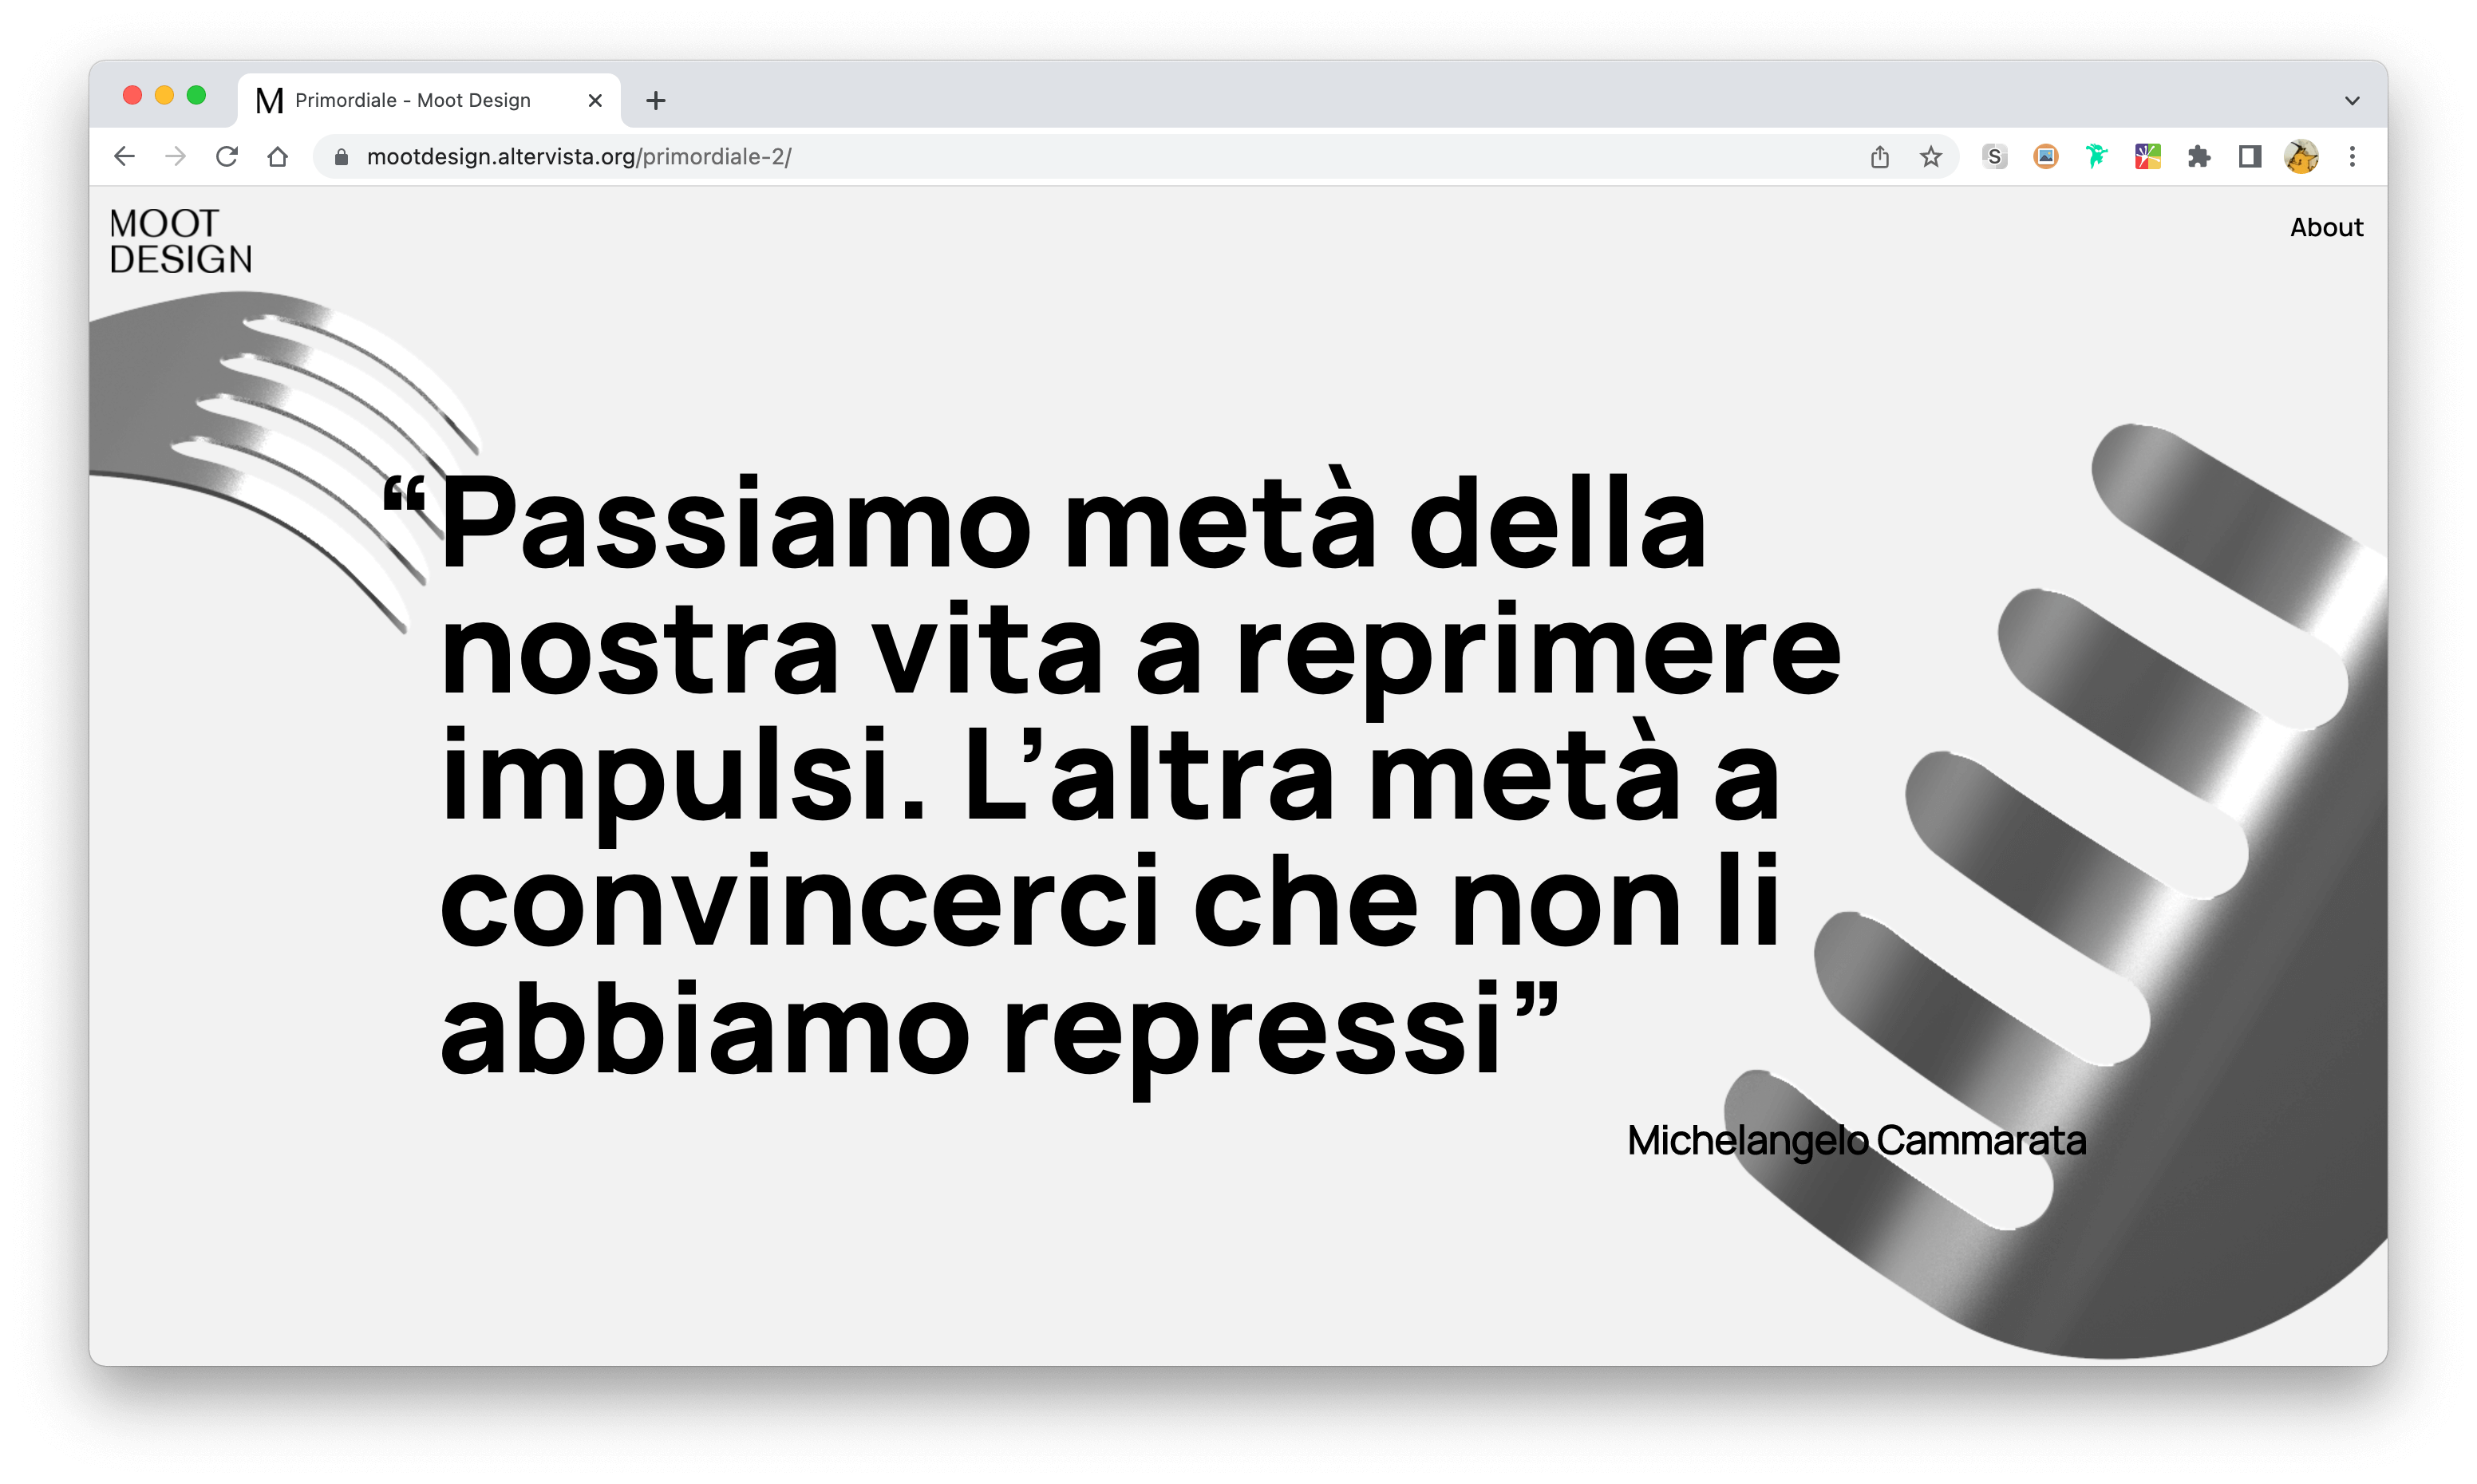 Primordiale - Moot Design
mootdesign.altervista.org/primordiale-2/
S
MOOT
DESIGN
About
“Passiamo metà della
nostra vita a reprimere
impulsi. L’altra metà a
convincerci che non li
abbiamo repressi”
Michelangelo Cammarata